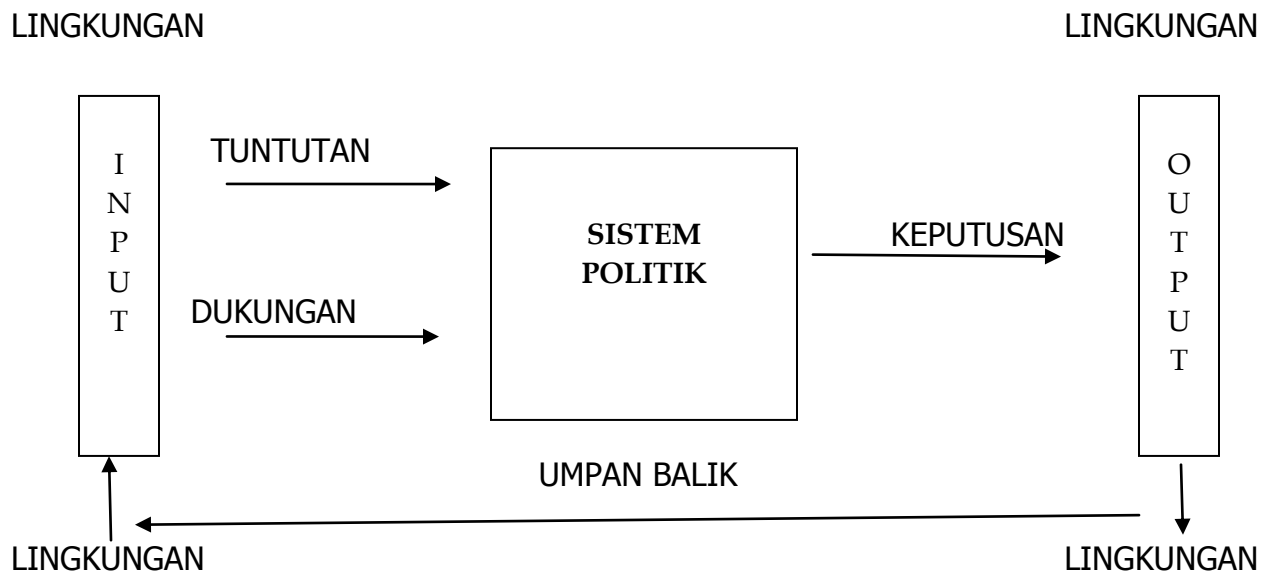 LINGKUNGAN
LINGKUNGAN
I
N
P
U
T
TUNTUTAN
DUKUNGAN
SISTEM
POLITIK
KEPUTUSAN
O
U
T
P
U
T
UMPAN BALIK
LINGKUNGAN
LINGKUNGAN